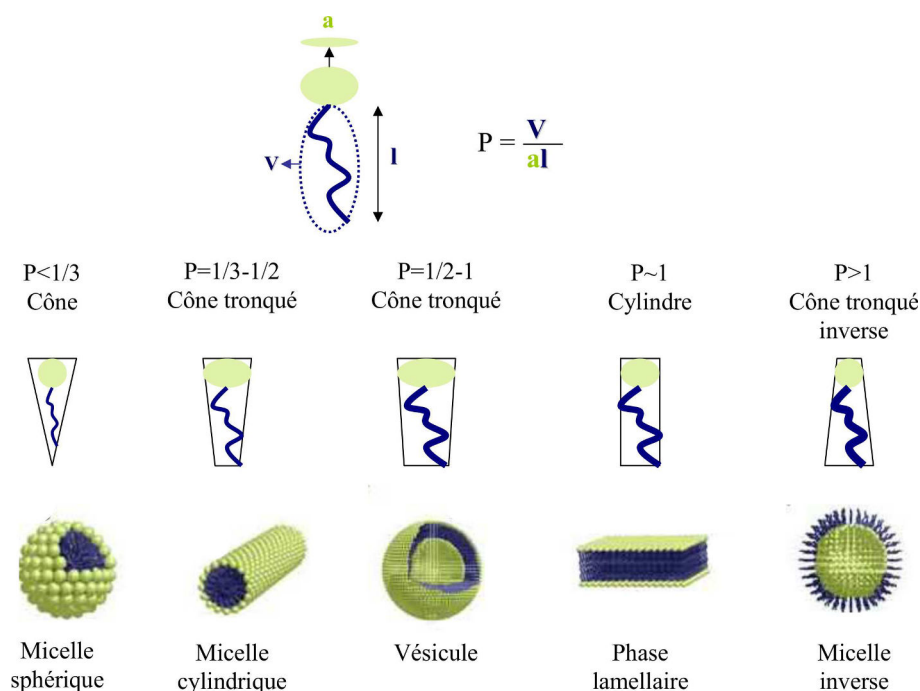 a
V
l
P = V
al
P<1/3
Cône
P=1/3-1/2
Cône tronqué
P=1/2-1
Cône tronqué
P~1
Cylindre
P>1
Cône tronqué
inverse
Micelle
sphérique
Micelle
cylindrique
Vésicule
Phase
lamellaire
Micelle
inverse